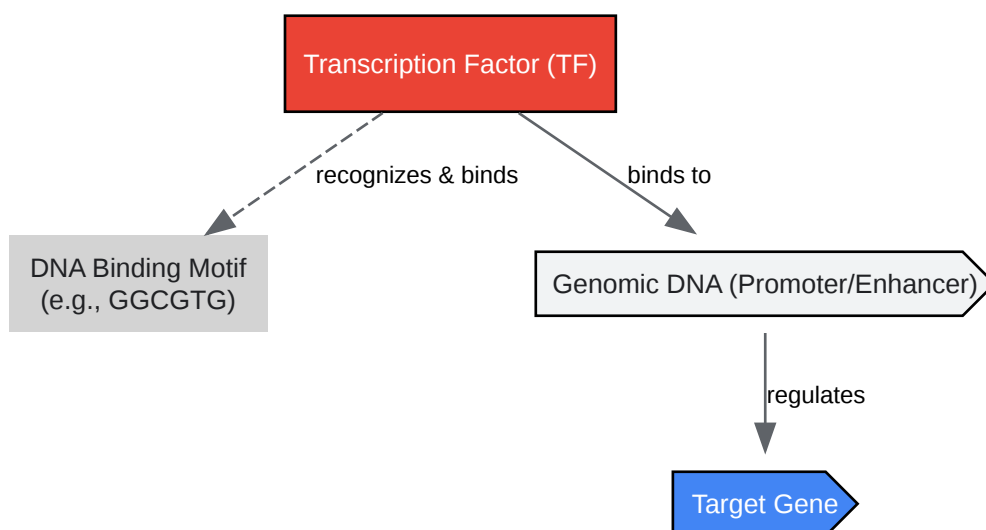 Transcription Factor (TF)
recognizes & binds
binds to
DNA Binding Motif
(e.g., GGCGTG)
Genomic DNA (Promoter/Enhancer)
regulates
Target Gene